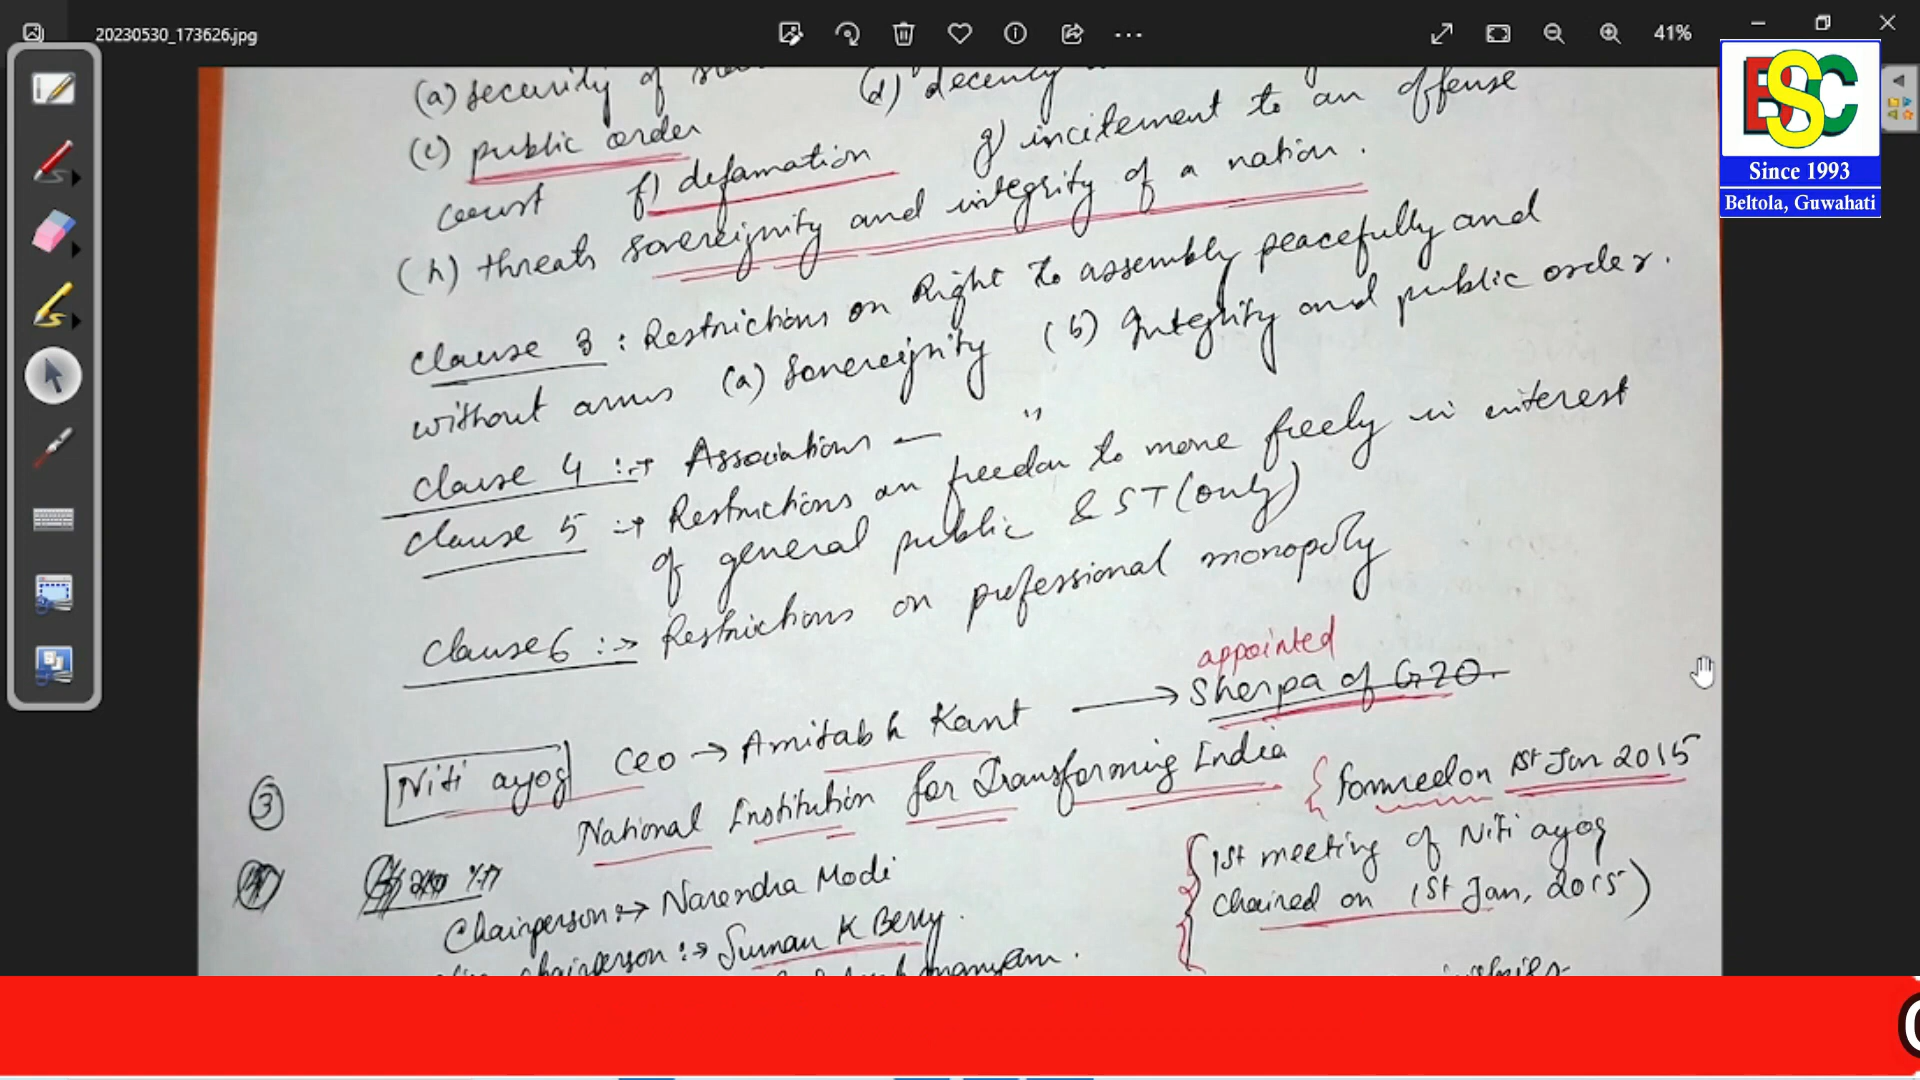 20230530_173626.jpg
41%
BSC
Since 1993
Beltola, Guwahati
(a) security of
(d) decency
(c) public order
g) incitement to an offense
court f) defamation
(h) threats sovereignity and integrity of a nation.
Clause 3 : Restrictions on Right to assembly peacefully and
without arms (a) Sovereignity (b) Integrity and public order.
Clause 4 :→ Associations — "
Clause 5 :→ Restrictions on freedom to move freely in interest
of general public & ST (only)
Clause 6 :→ Restrictions on professional monopoly
appointed
③ Niti ayog CEO → Amitabh Kant → Sherpa of G20.
National Institution for Transforming India { Formed on 1st Jan 2015
Chairperson :→ Narendra Modi
{ 1st meeting of Niti ayog
chaired on 1st Jan, 2015)
chairperson :→ Suman K Berry.